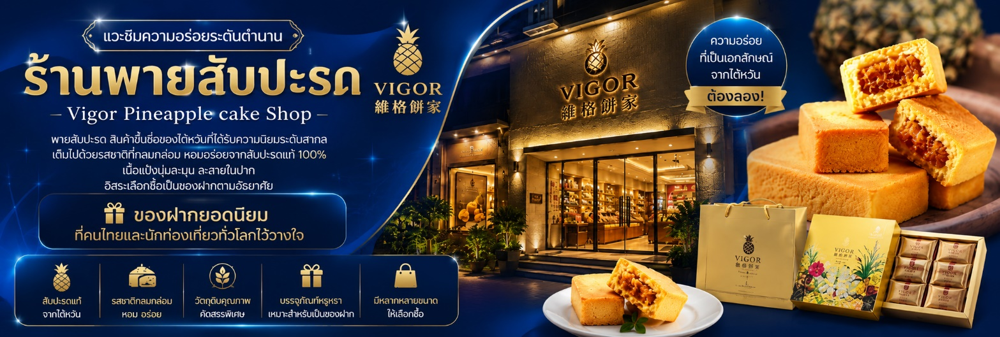 แวะชิมความอร่อยระดับตำนาน
ร้านพายสับปะรด
Vigor Pineapple cake Shop
พายสับปะรด สินค้าขึ้นชื่อของไต้หวันที่ได้รับความนิยมระดับสากล
เต็มไปด้วยรสชาติที่กลมกล่อม หอมอร่อยจากสับปะรดแท้ 100%
เนื้อแป้งนุ่มละมุน ละลายในปาก
อิสระเลือกซื้อเป็นของฝากตามอัธยาศัย
ของฝากยอดนิยม
ที่คนไทยและนักท่องเที่ยวทั่วโลกไว้วางใจ
สับปะรดแท้
จากไต้หวัน
รสชาติกลมกล่อม
หอม อร่อย
วัตถุดิบคุณภาพ
คัดสรรพิเศษ
บรรจุภัณฑ์หรูหรา
เหมาะสำหรับเป็นของฝาก
มีหลากหลายขนาด
ให้เลือกซื้อ
VIGOR
維格餅家
VIGOR
維格餅家
ความอร่อย
ที่เป็นเอกลักษณ์
จากไต้หวัน
ต้องลอง!
VIGOR
維格餅家
VIGOR
VIGOR
VIGOR
VIGOR
VIGOR
VIGOR
VIGOR